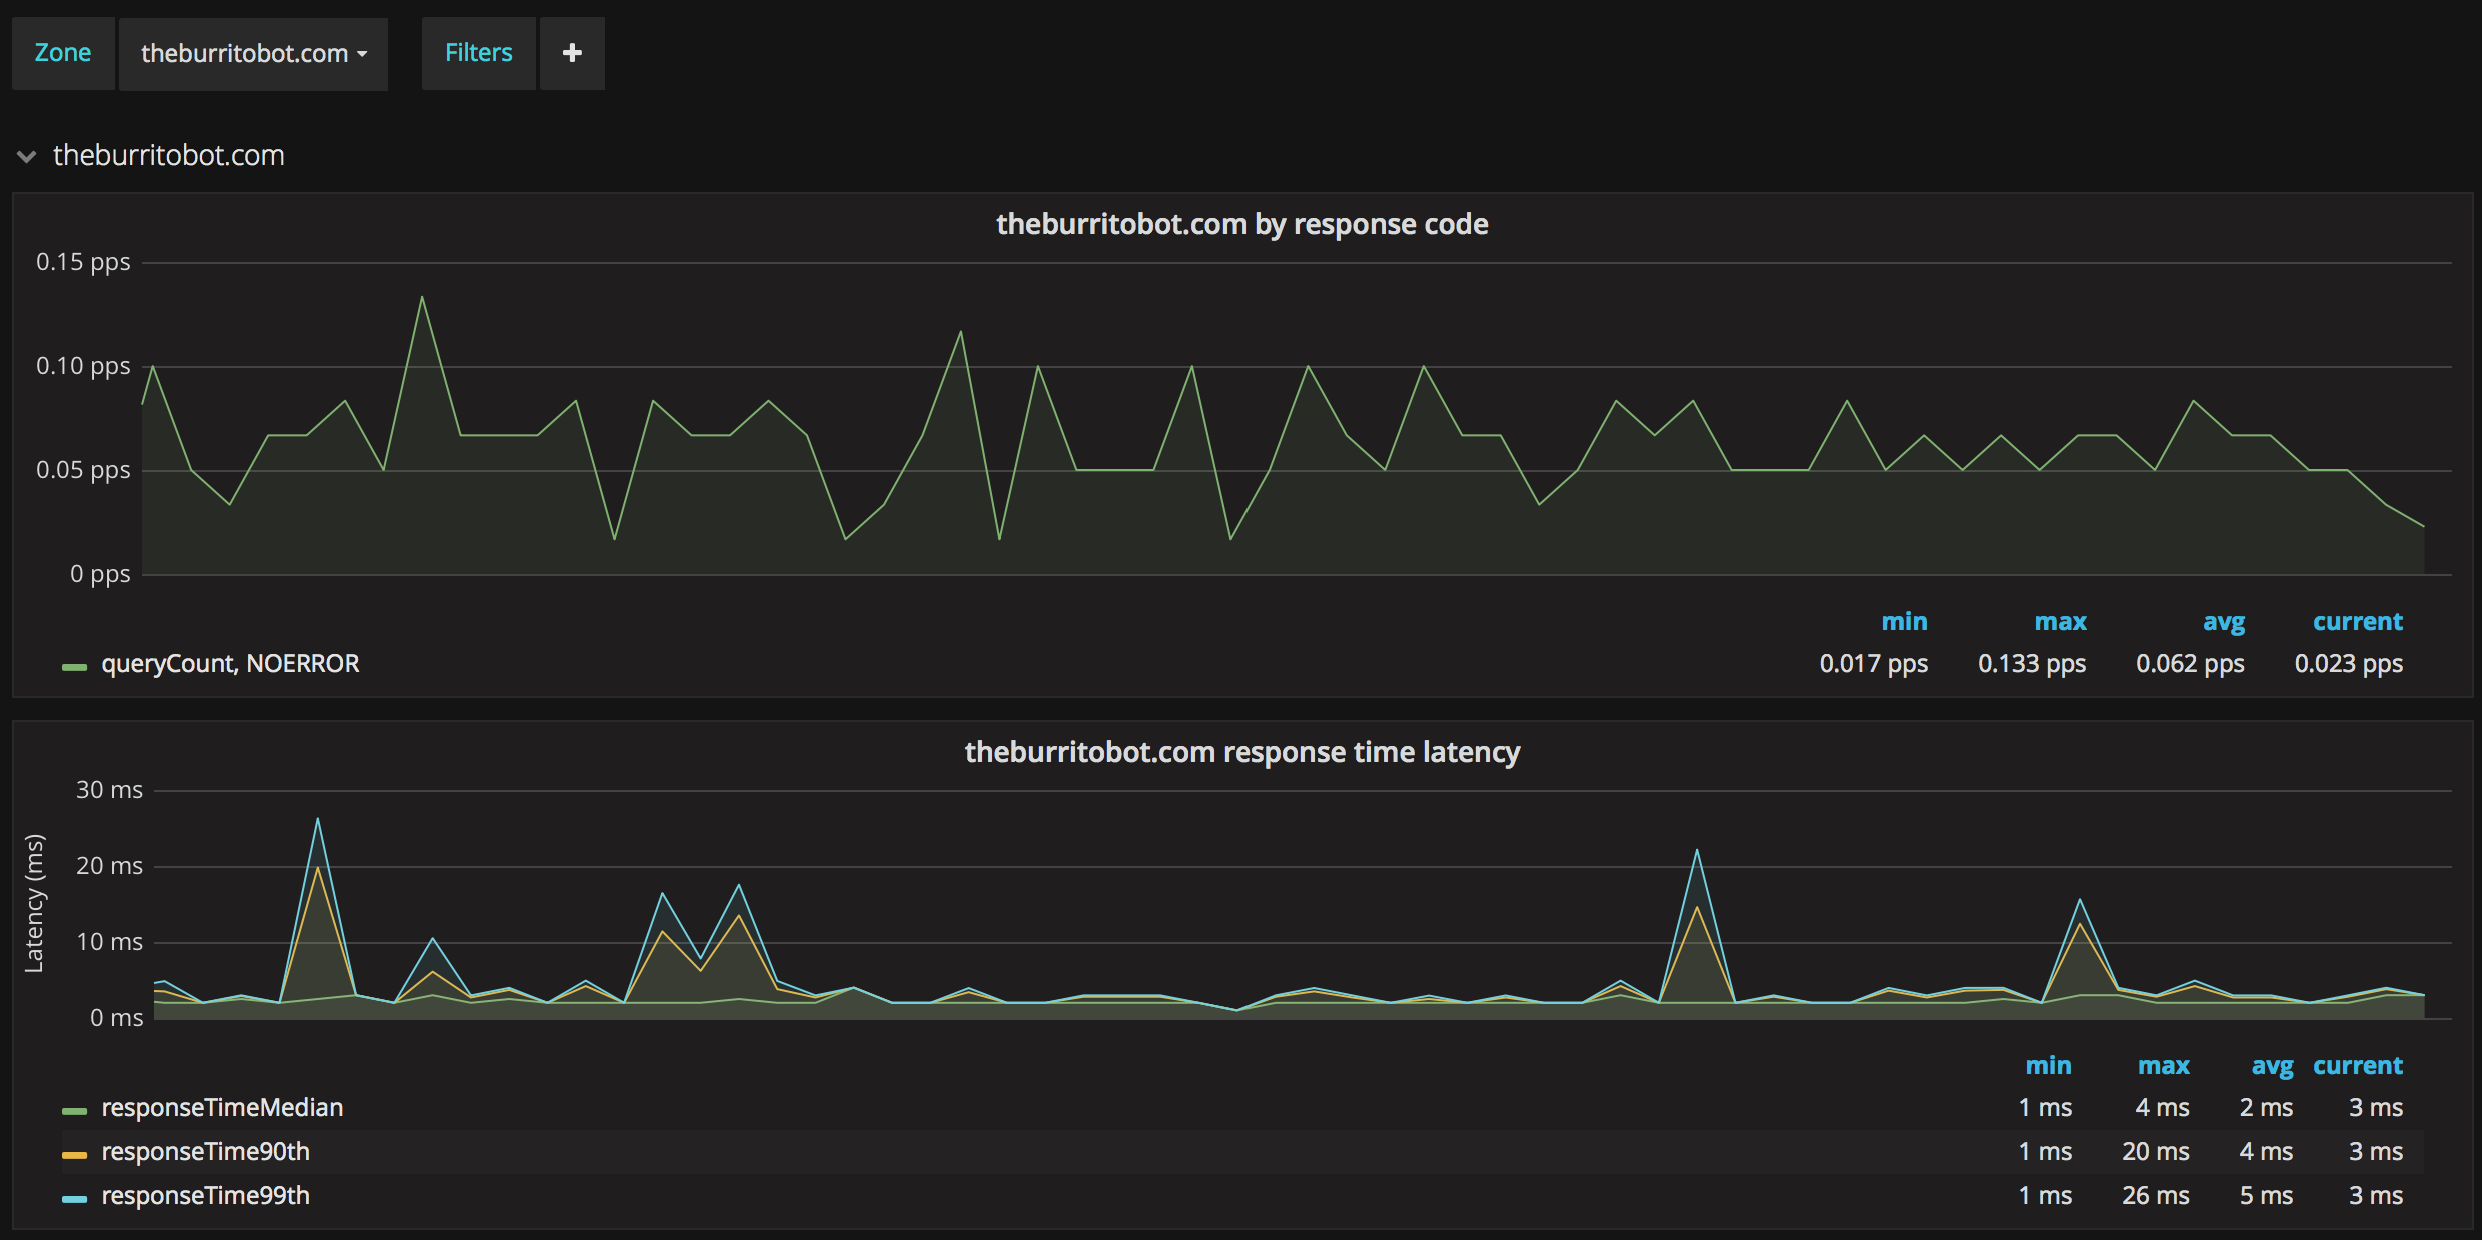 Zone theburritobot.com Filters +
theburritobot.com
theburritobot.com by response code
0.15 pps
0.10 pps
0.05 pps
0 pps
min max avg current
queryCount, NOERROR 0.017 pps 0.133 pps 0.062 pps 0.023 pps
theburritobot.com response time latency
Latency (ms)
30 ms
20 ms
10 ms
0 ms
min max avg current
responseTimeMedian 1 ms 4 ms 2 ms 3 ms
responseTime90th 1 ms 20 ms 4 ms 3 ms
responseTime99th 1 ms 26 ms 5 ms 3 ms